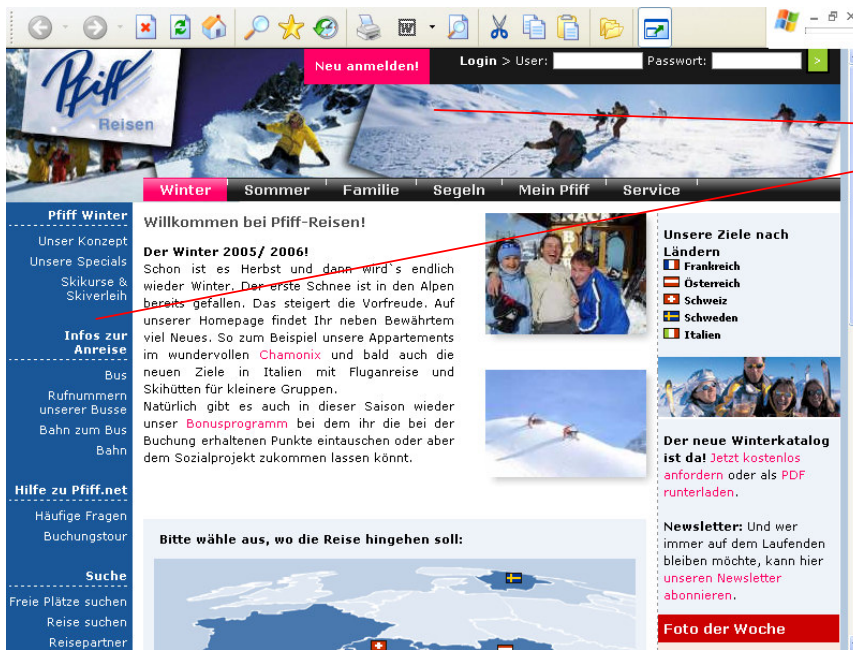 Pfiff
Reisen
Neu anmelden!
Login > User:
Passwort:
>
Winter
Sommer
Familie
Segeln
Mein Pfiff
Service
Pfiff Winter
Unser Konzept
Unsere Specials
Skikurse &
Skiverleih
Infos zur
Anreise
Bus
Rufnummern
unserer Busse
Bahn zum Bus
Bahn
Hilfe zu Pfiff.net
Häufige Fragen
Buchungstour
Suche
Freie Plätze suchen
Reise suchen
Reisepartner
Willkommen bei Pfiff-Reisen!
Der Winter 2005/ 2006!
Schon ist es Herbst und dann wird`s endlich
wieder Winter. Der erste Schnee ist in den Alpen
bereits gefallen. Das steigert die Vorfreude. Auf
unserer Homepage findet Ihr neben Bewährtem
viel Neues. So zum Beispiel unsere Appartements
im wundervollen Chamonix und bald auch die
neuen Ziele in Italien mit Fluganreise und
Skihütten für kleinere Gruppen.
Natürlich gibt es auch in dieser Saison wieder
unser Bonusprogramm bei dem ihr die bei der
Buchung erhaltenen Punkte eintauschen oder aber
dem Sozialprojekt zukommen lassen könnt.
Bitte wähle aus, wo die Reise hingehen soll:
Unsere Ziele nach
Ländern
Frankreich
Österreich
Schweiz
Schweden
Italien
Der neue Winterkatalog
ist da! Jetzt kostenlos
anfordern oder als PDF
runterladen.
Newsletter: Und wer
immer auf dem Laufenden
bleiben möchte, kann hier
unseren Newsletter
abonnieren.
Foto der Woche